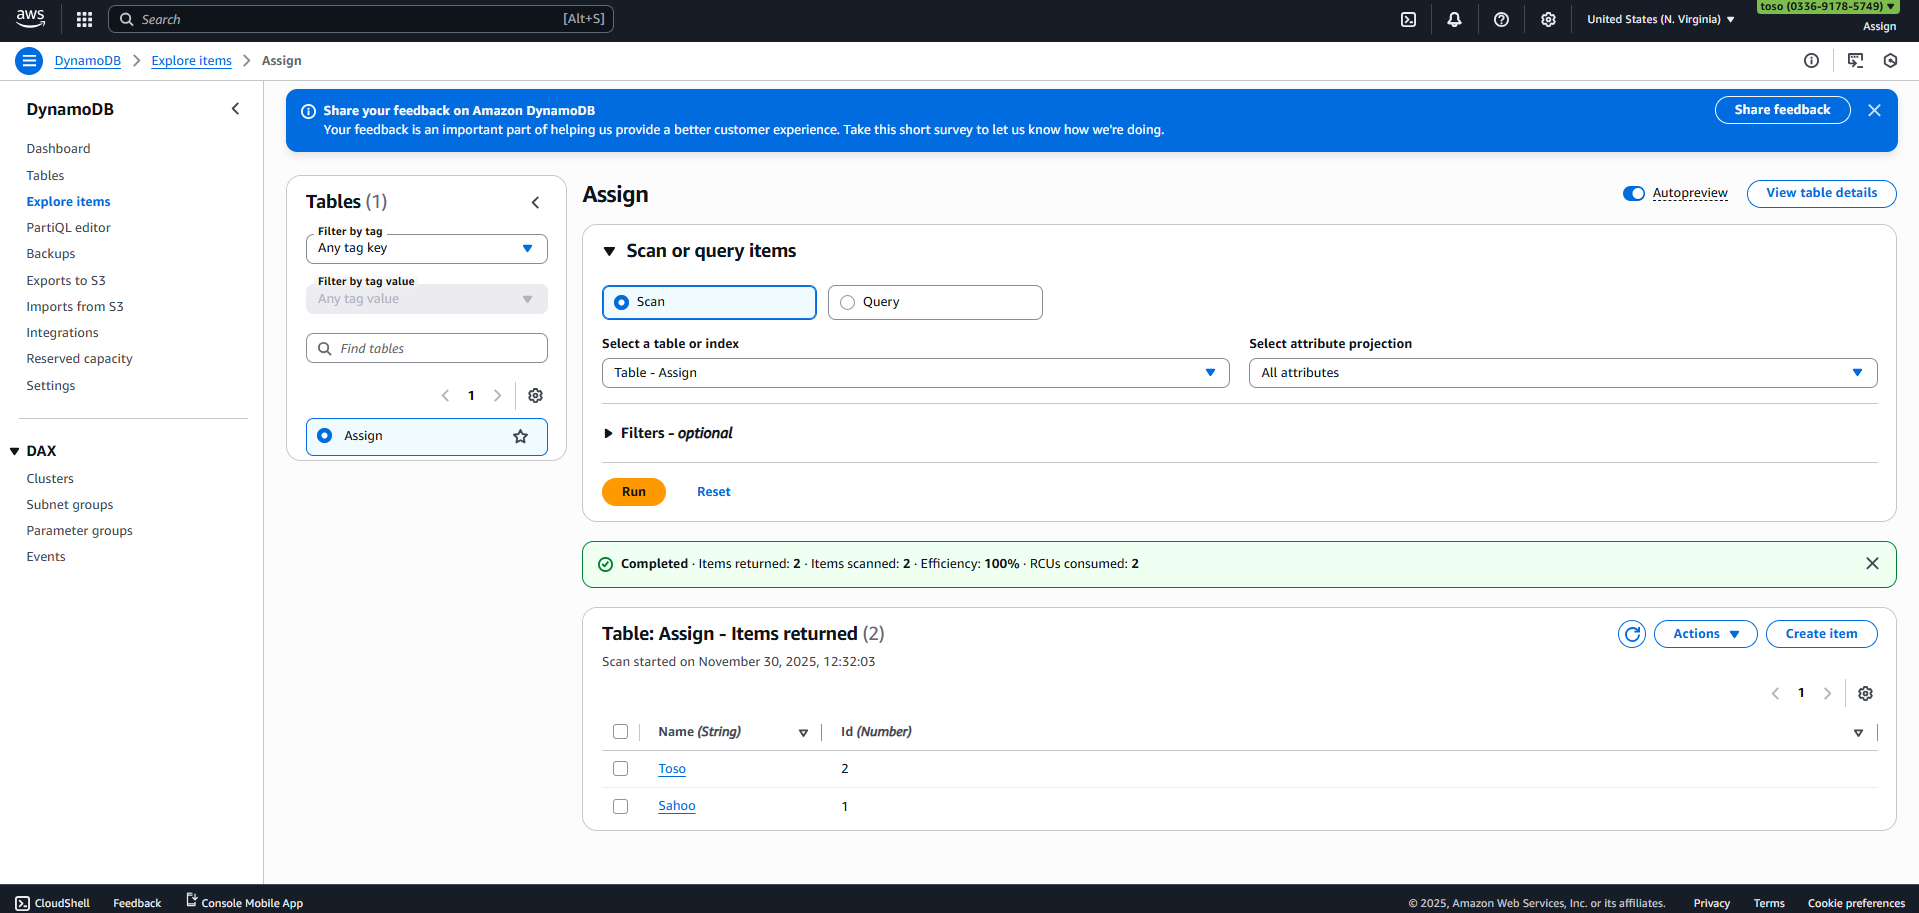 aws
Search
[Alt+S]
United States (N. Virginia)
toso (0336-9178-5749)
Assign
DynamoDB
Explore items
Assign
DynamoDB
Dashboard
Tables
Explore items
PartiQL editor
Backups
Exports to S3
Imports from S3
Integrations
Reserved capacity
Settings
DAX
Clusters
Subnet groups
Parameter groups
Events
Share your feedback on Amazon DynamoDB
Your feedback is an important part of helping us provide a better customer experience. Take this short survey to let us know how we're doing.
Share feedback
Tables (1)
Filter by tag
Any tag key
Filter by tag value
Any tag value
Find tables
1
Assign
Assign
Autopreview
View table details
Scan or query items
Scan
Query
Select a table or index
Table - Assign
Select attribute projection
All attributes
Filters - optional
Run
Reset
Completed · Items returned: 2 · Items scanned: 2 · Efficiency: 100% · RCUs consumed: 2
Table: Assign - Items returned (2)
Scan started on November 30, 2025, 12:32:03
Actions
Create item
1
Name (String)
Id (Number)
Toso
2
Sahoo
1
CloudShell
Feedback
Console Mobile App
© 2025, Amazon Web Services, Inc. or its affiliates.
Privacy
Terms
Cookie preferences